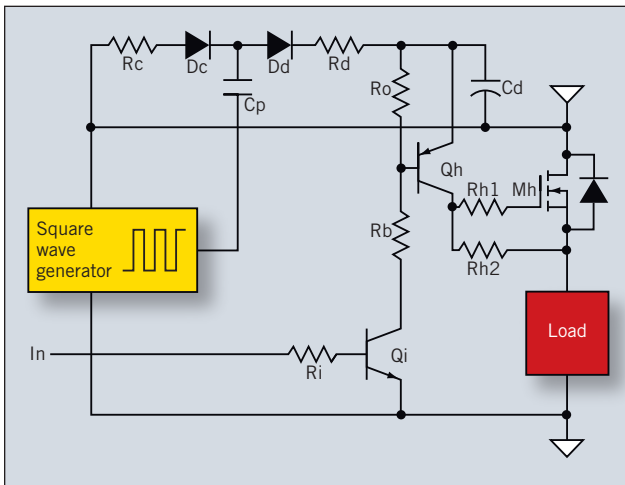 Rc
Dc
Dd
Rd
Cp
Ro
Cd
Qh
Rh1
Mh
Rb
Rh2
Square
wave
generator
Load
In
Ri
Qi